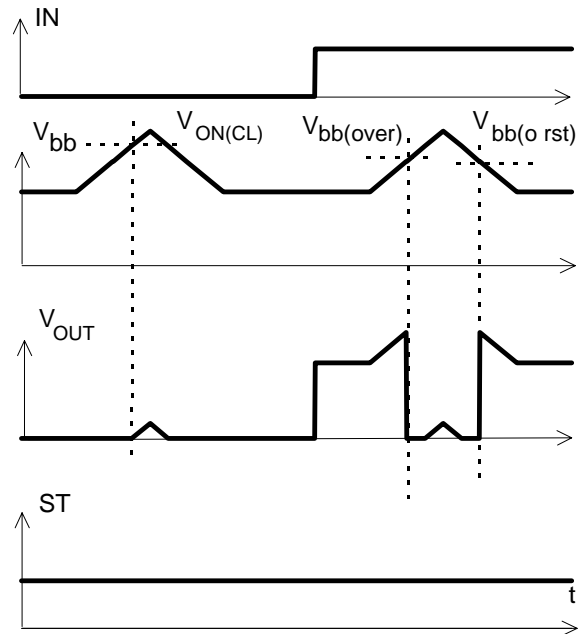 IN
Vbb
VON(CL)
Vbb(over)
Vbb(o rst)
VOUT
ST
t